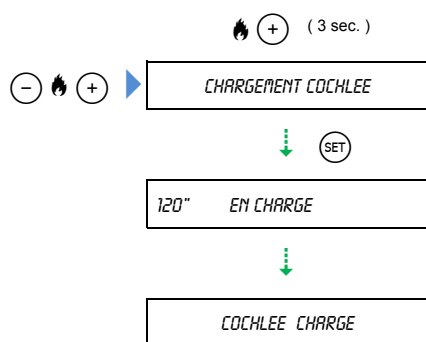 + ( 3 sec. )
− + CHARGEMENT COCHLEE
SET
120" EN CHARGE
COCHLEE CHARGE